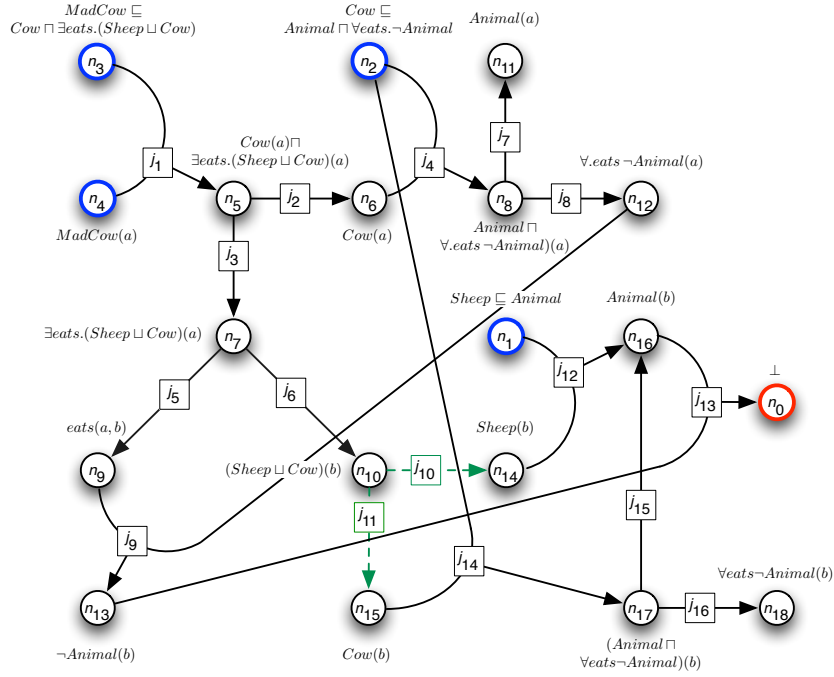 MadCow ⊑
Cow ⊓ ∃eats.(Sheep ⊔ Cow)
Cow ⊑
Animal ⊓ ∀eats.¬Animal
Animal(a)
n3
n2
n11
j1
Cow(a)⊓
∃eats.(Sheep ⊔ Cow)(a)
j4
j7
∀.eats ¬Animal(a)
n4
n5
j2
n6
n8
j8
n12
MadCow(a)
Cow(a)
Animal ⊓
∀.eats ¬Animal)(a)
j3
Sheep ⊑ Animal
Animal(b)
∃eats.(Sheep ⊔ Cow)(a)
n7
n1
n16
j12
⊥
j5
j6
j13
n0
eats(a, b)
Sheep(b)
n9
(Sheep ⊔ Cow)(b)
n10
j10
n14
j11
j15
j9
j14
∀eats¬Animal(b)
n13
n15
n17
j16
n18
¬Animal(b)
Cow(b)
(Animal ⊓
∀eats¬Animal)(b)